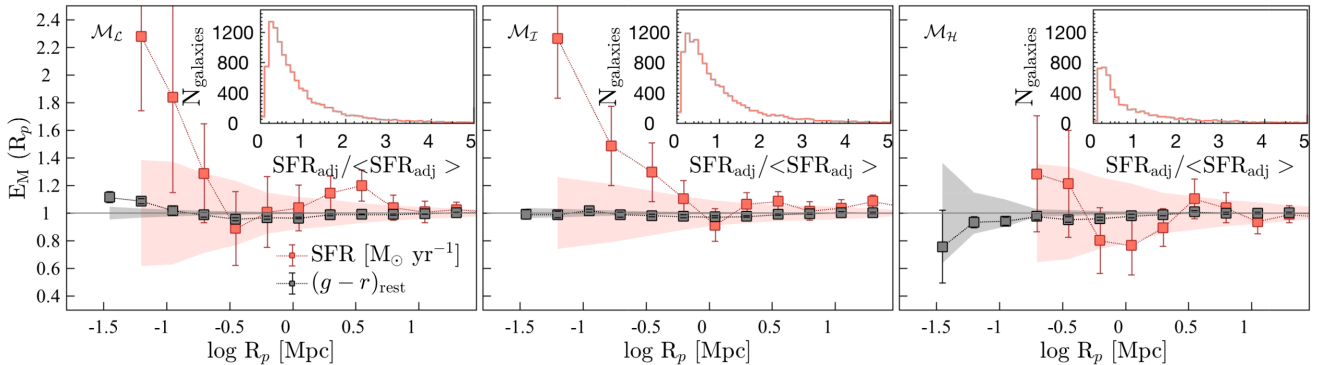 2.4
2.2
2
1.8
1.6
1.4
1.2
1
0.8
0.6
0.4
E_M (R_p)
M_L
N_galaxies
1200
800
400
0
0 1 2 3 4 5
SFR_adj/<SFR_adj >
SFR [M_⊙ yr⁻¹]
(g − r)_rest
-1.5 -1 -0.5 0 0.5 1
log R_p [Mpc]
M_I
N_galaxies
1200
800
400
0
0 1 2 3 4 5
SFR_adj/<SFR_adj >
-1.5 -1 -0.5 0 0.5 1
log R_p [Mpc]
M_H
N_galaxies
1200
800
400
0
0 1 2 3 4 5
SFR_adj/<SFR_adj >
-1.5 -1 -0.5 0 0.5 1
log R_p [Mpc]